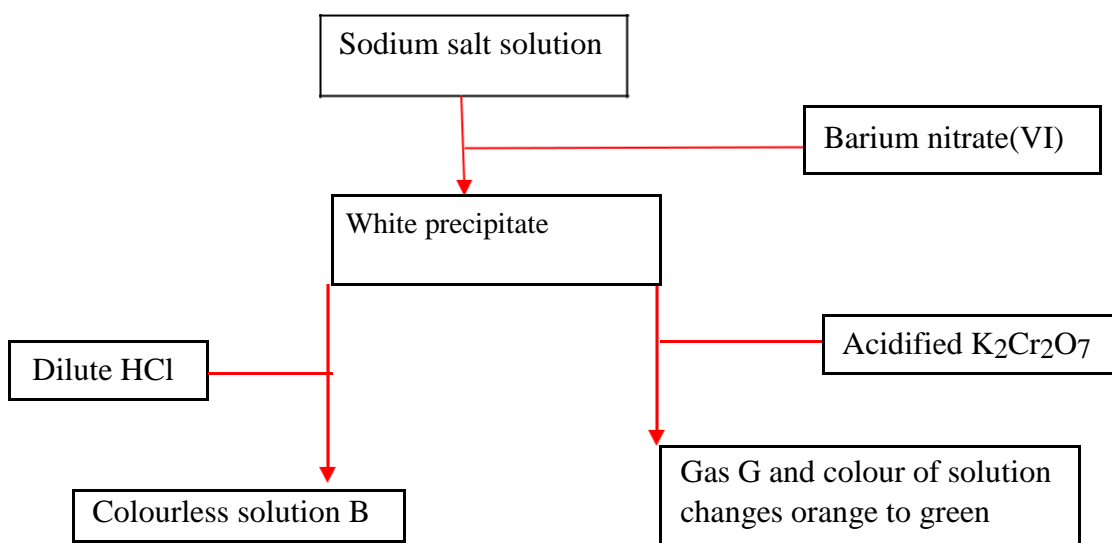 Sodium salt solution
Barium nitrate(VI)
White precipitate
Acidified K2Cr2O7
Dilute HCl
Gas G and colour of solution
changes orange to green
Colourless solution B